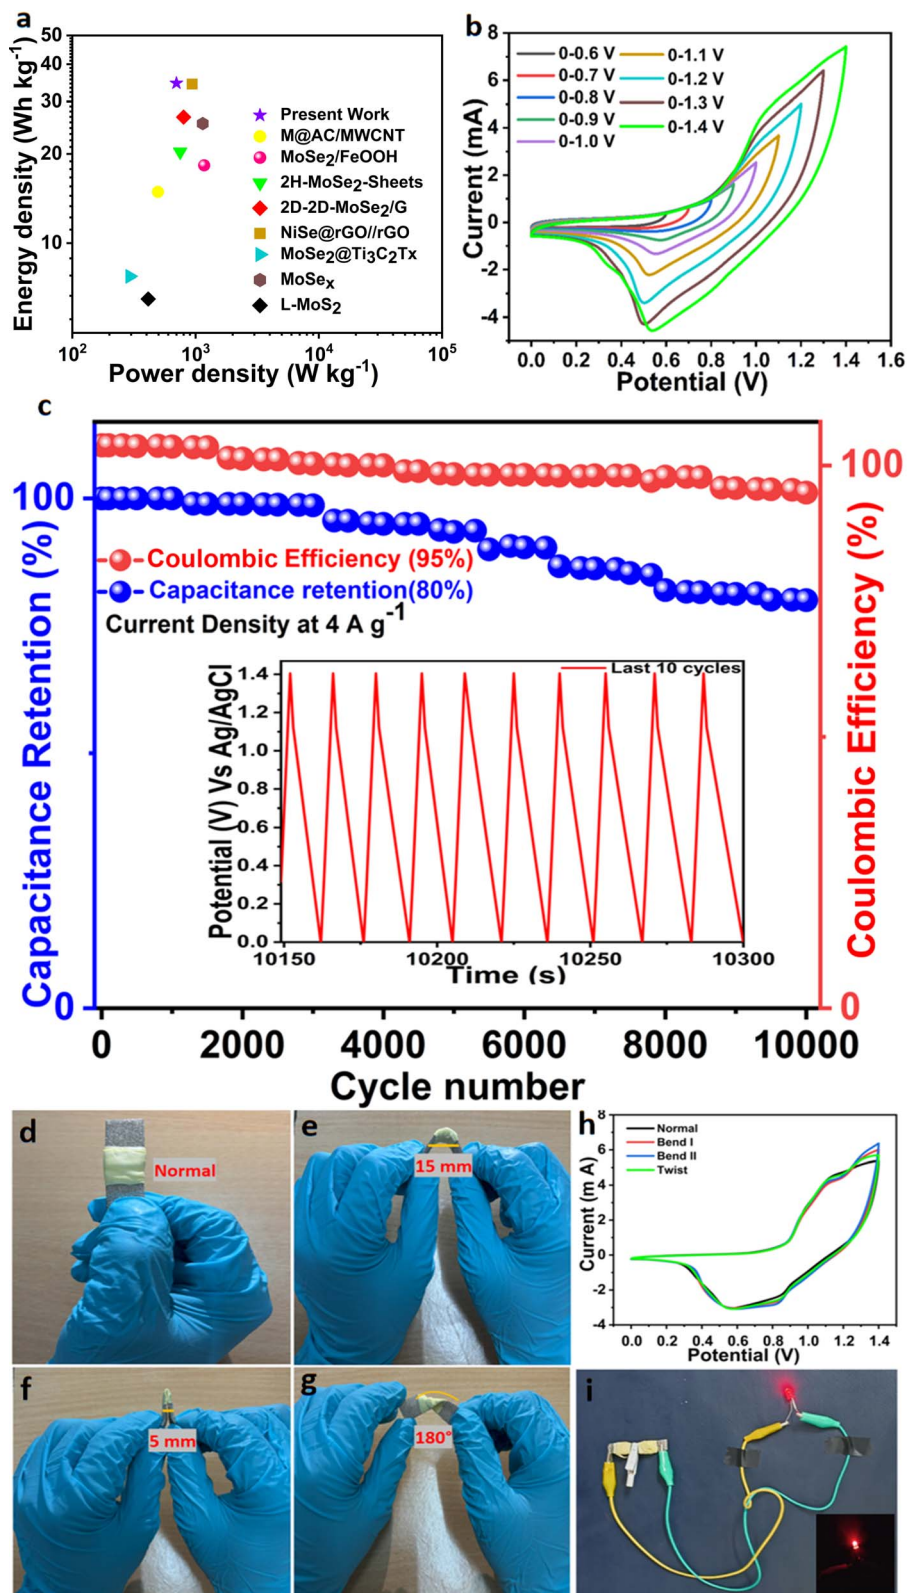 a
Energy density (Wh kg-1)
50
40
30
20
10
Present Work
M@AC/MWCNT
MoSe2/FeOOH
2H-MoSe2-Sheets
2D-2D-MoSe2/G
NiSe@rGO//rGO
MoSe2@Ti3C2Tx
MoSex
L-MoS2
10^2
10^3
10^4
10^5
Power density (W kg-1)
b
Current (mA)
8
6
4
2
0
-2
-4
0-0.6 V
0-0.7 V
0-0.8 V
0-0.9 V
0-1.0 V
0-1.1 V
0-1.2 V
0-1.3 V
0-1.4 V
0.0 0.2 0.4 0.6 0.8 1.0 1.2 1.4 1.6
Potential (V)
c
Capacitance Retention (%)
100
0
Coulombic Efficiency (%)
100
0
Coulombic Efficiency (95%)
Capacitance retention(80%)
Current Density at 4 A g-1
Potential (V) Vs Ag/AgCl
1.4
1.2
1.0
0.8
0.6
0.4
0.2
0.0
Last 10 cycles
10150 10200 10250 10300
Time (s)
0 2000 4000 6000 8000 10000
Cycle number
d
Normal
e
15 mm
f
5 mm
g
180°
h
Current (m A)
8
6
4
2
0
-2
-4
Normal
Bend I
Bend II
Twist
0.0 0.2 0.4 0.6 0.8 1.0 1.2 1.4
Potential (V)
i